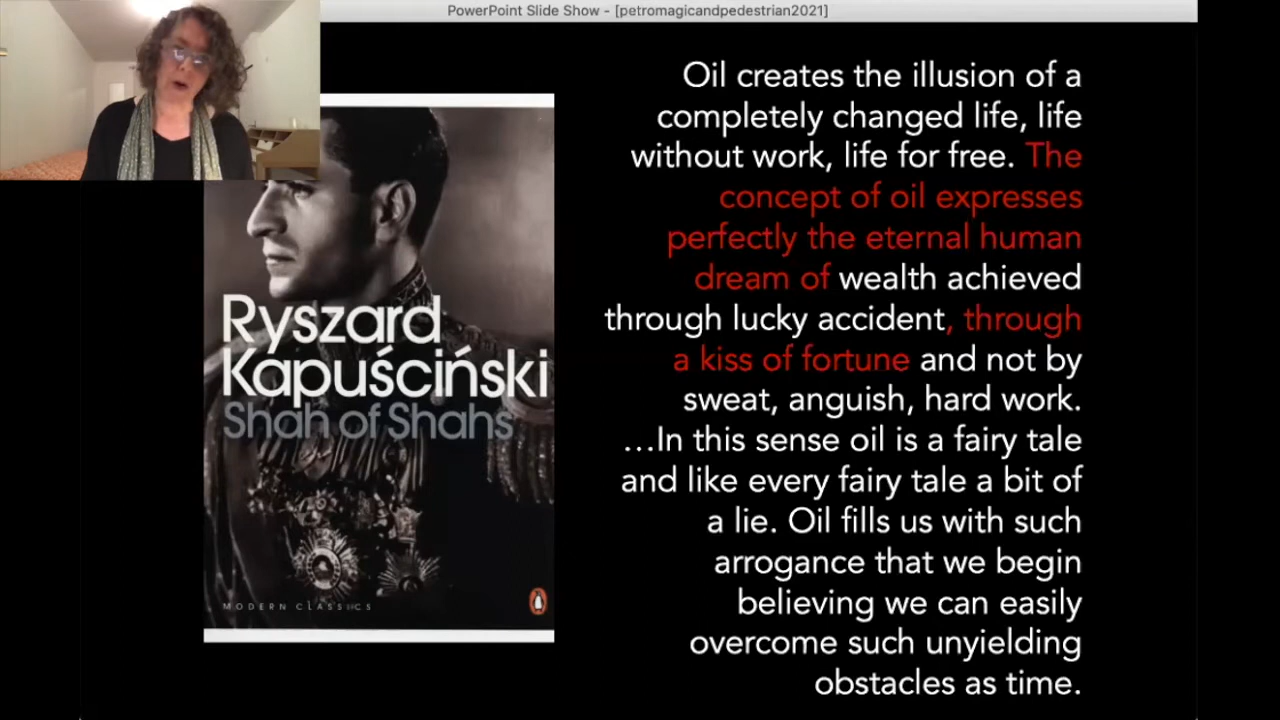 PowerPoint Slide Show - [petromagicandpedestrian2021]
Ryszard
Kapuściński
Shah of Shahs
MODERN CLASSICS
Oil creates the illusion of a
completely changed life, life
without work, life for free. The
concept of oil expresses
perfectly the eternal human
dream of wealth achieved
through lucky accident, through
a kiss of fortune and not by
sweat, anguish, hard work.
…In this sense oil is a fairy tale
and like every fairy tale a bit of
a lie. Oil fills us with such
arrogance that we begin
believing we can easily
overcome such unyielding
obstacles as time.